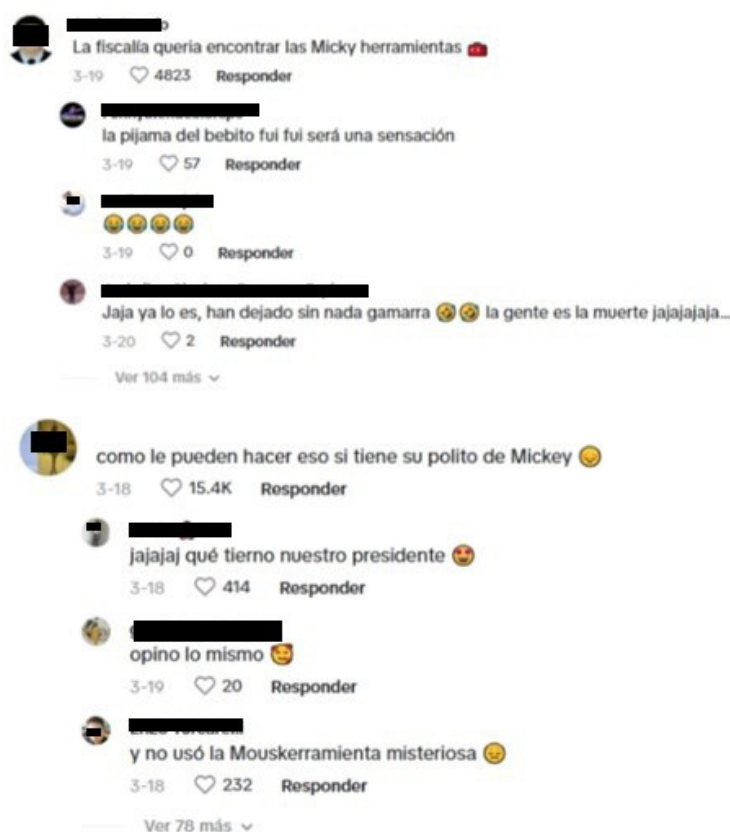 La fiscalía queria encontrar las Micky herramientas 🧰
3-19 4823 Responder
la pijama del bebito fui fui será una sensación
3-19 57 Responder
😂😂😂😂
3-19 0 Responder
Jaja ya lo es, han dejado sin nada gamarra 🤣🤣 la gente es la muerte jajajajaja...
3-20 2 Responder
Ver 104 más
como le pueden hacer eso si tiene su polito de Mickey 😞
3-18 15.4K Responder
jajajaj qué tierno nuestro presidente 🤩
3-18 414 Responder
opino lo mismo 🥰
3-19 20 Responder
y no usó la Mouskerramienta misteriosa 😞
3-18 232 Responder
Ver 78 más